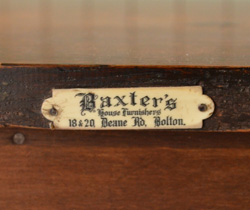 Baxter's
House Furnishers
18 & 20, Deane Rd, Bolton.